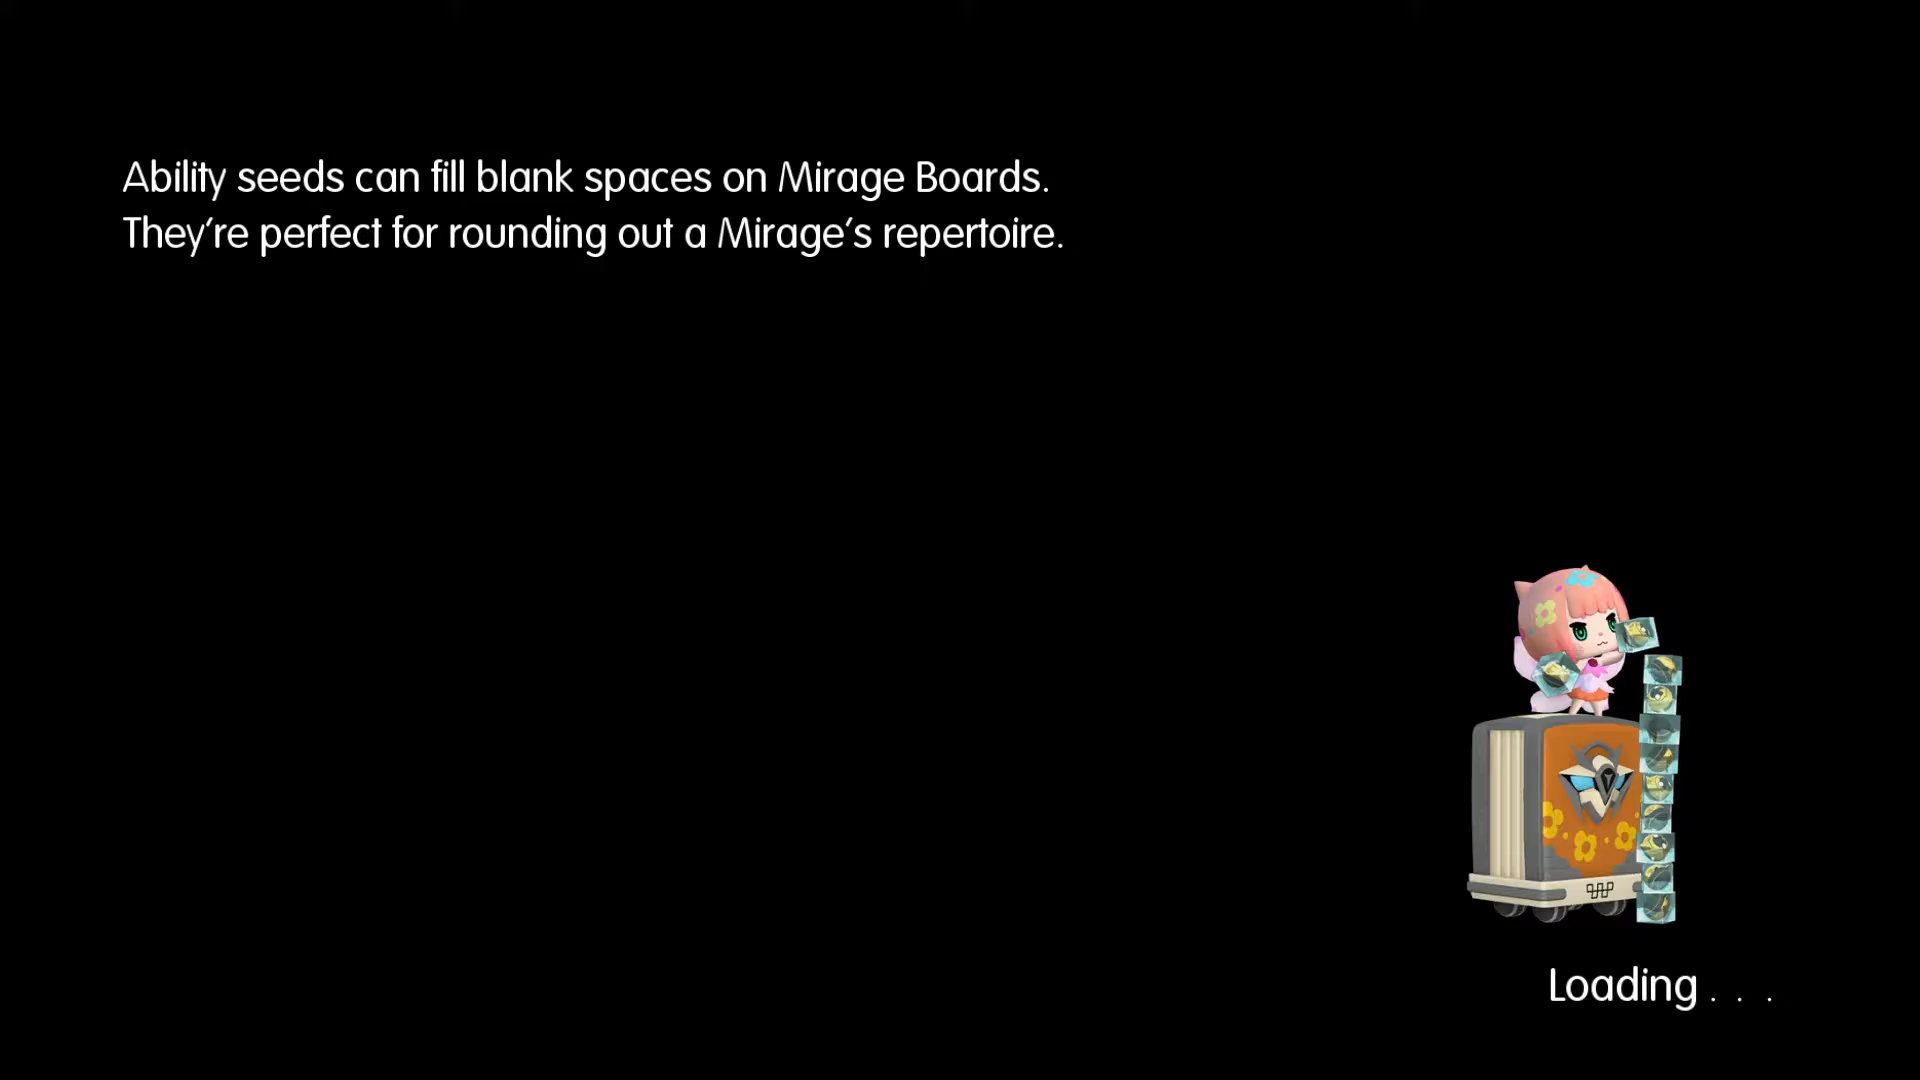 Ability seeds can fill blank spaces on Mirage Boards.
They're perfect for rounding out a Mirage's repertoire.
Loading . . .